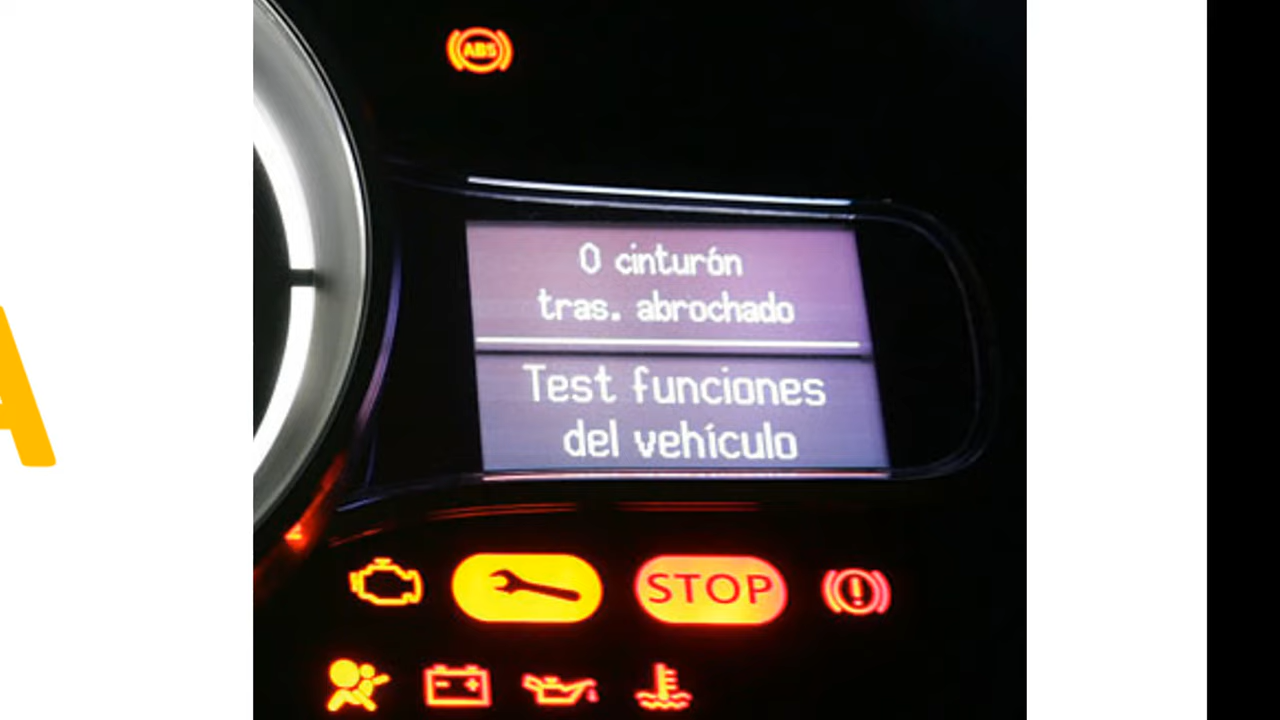 ABS
0 cinturón
tras. abrochado
Test funciones
del vehículo
STOP
A